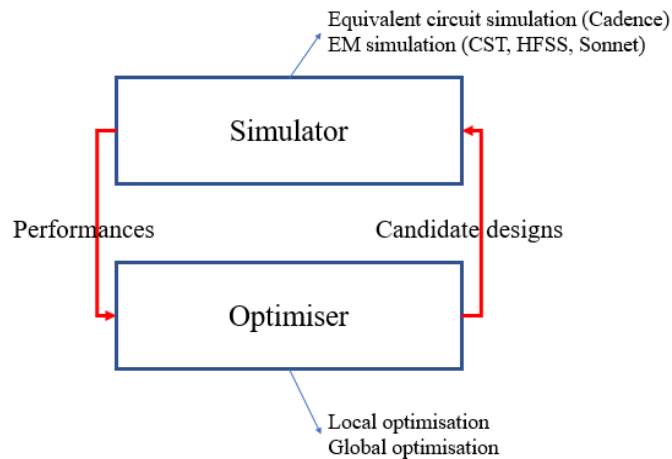 Equivalent circuit simulation (Cadence)
EM simulation (CST, HFSS, Sonnet)
Simulator
Performances
Candidate designs
Optimiser
Local optimisation
Global optimisation